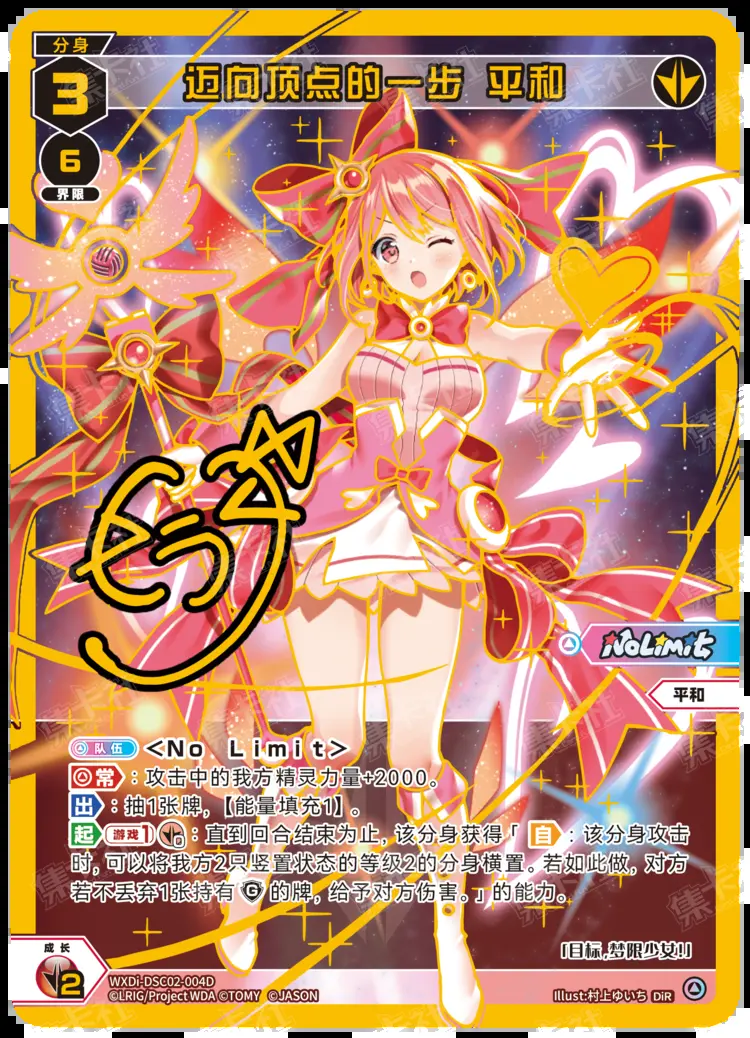 分身
3
迈向顶点的一步 平和
6
界限
NoLimit
平和
队伍 <No Limit>
常：攻击中的我方精灵力量+2000。
出：抽1张牌，【能量填充1】。
起 游戏1 0：直到回合结束为止，该分身获得「自：该分身攻击
时，可以将我方2只竖置状态的等级2的分身横置。若如此做，对方
若不丢弃1张持有 G 的牌，给予对方伤害。」的能力。
「目标，梦限少女！」
成长
2
WXDi-DSC02-004D
©LRIG/Project WDA ©TOMY ©JASON
Illust:村上ゆいち DiR
集卡社